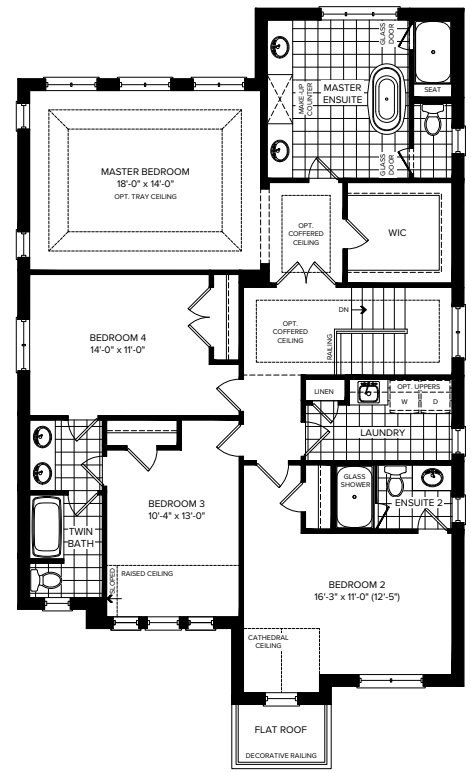 GLASS
DOOR
SEAT
MAKE-UP
COUNTER
MASTER
ENSUITE
GLASS
DOOR
MASTER BEDROOM
18'-0" x 14'-0"
OPT. TRAY CEILING
OPT.
COFFERED
CEILING
WIC
DN
OPT.
COFFERED
CEILING
RAILING
BEDROOM 4
14'-0" x 11'-0"
LINEN
OPT. UPPERS
W D
LAUNDRY
GLASS
SHOWER
ENSUITE 2
BEDROOM 3
10'-4" x 13'-0"
TWIN
BATH
SLOPED
RAISED CEILING
BEDROOM 2
16'-3" x 11'-0" (12'-5")
CATHEDRAL
CEILING
FLAT ROOF
DECORATIVE RAILING